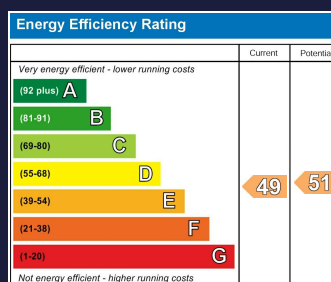 Energy Efficiency Rating
Current Potentia
Very energy efficient - lower running costs
(92 plus) A
(81-91) B
(69-80) C
(55-68) D
49 51
(39-54) E
(21-38) F
(1-20) G
Not energy efficient - higher running costs